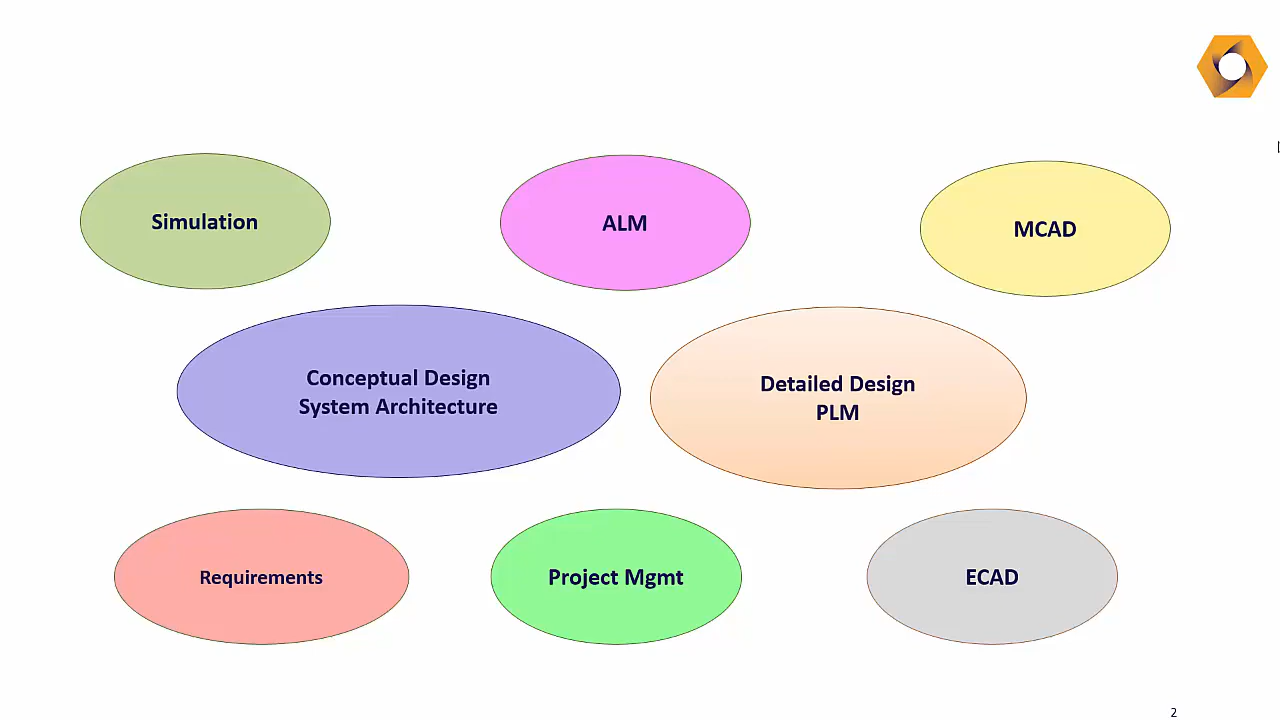 Simulation
ALM
MCAD
Conceptual Design
System Architecture
Detailed Design
PLM
Requirements
Project Mgmt
ECAD
2